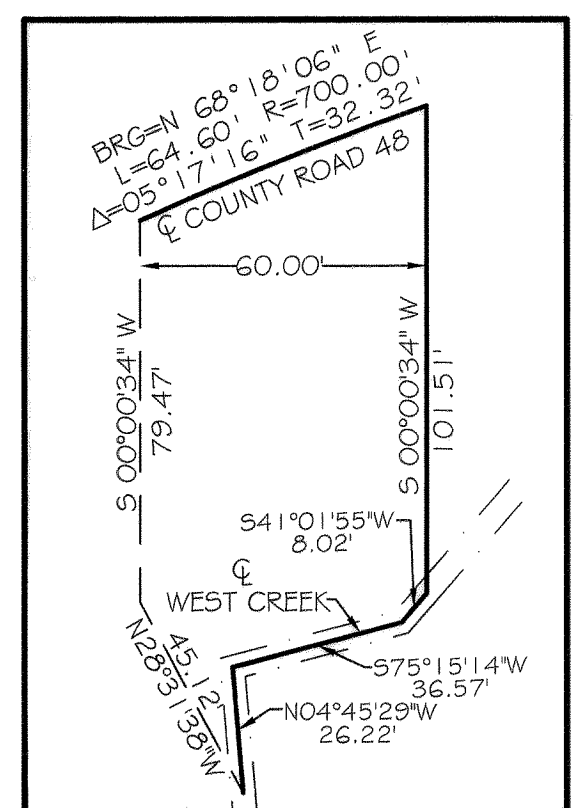 BRG=N 68° 18'06" E
L=64.60' R=700.00'
Δ=05°17'16" T=32.32'
℄ COUNTY ROAD 48
60.00'
S 00°00'34" W
79.47'
S 00°00'34" W
101.51'
S41°01'55"W
8.02'
℄
WEST CREEK
45.12'
N28°31'38"W
S75°15'14"W
36.57'
N04°45'29"W
26.22'